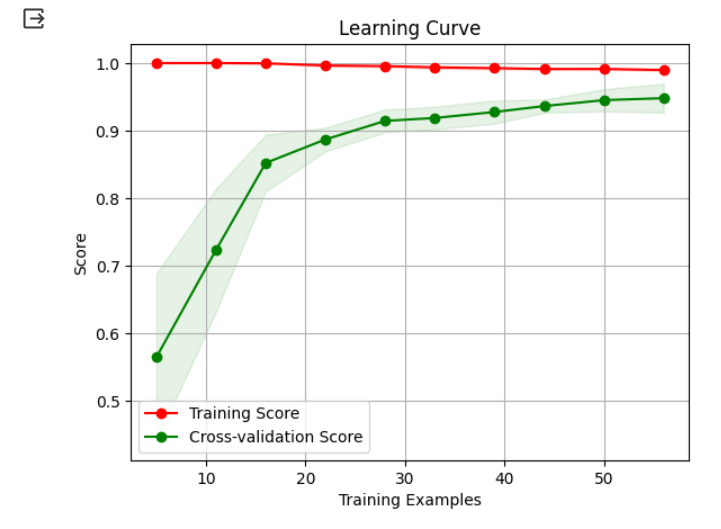 Learning Curve
1.0
0.9
0.8
0.7
0.6
0.5
Score
Training Score
Cross-validation Score
10 20 30 40 50
Training Examples